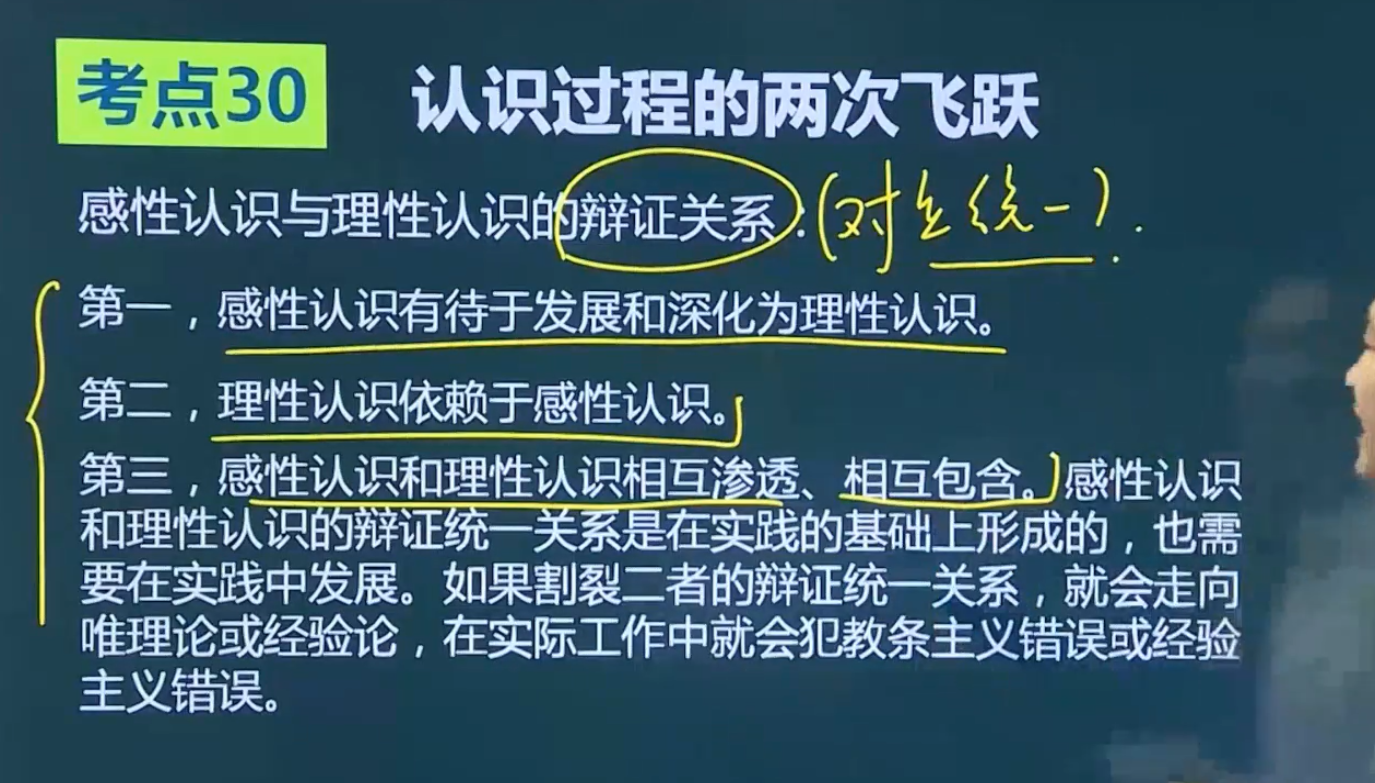 考点30
认识过程的两次飞跃
感性认识与理性认识的辩证关系：(对立统一).
第一，感性认识有待于发展和深化为理性认识。
第二，理性认识依赖于感性认识。
第三，感性认识和理性认识相互渗透、相互包含。感性认识
和理性认识的辩证统一关系是在实践的基础上形成的，也需
要在实践中发展。如果割裂二者的辩证统一关系，就会走向
唯理论或经验论，在实际工作中就会犯教条主义错误或经验
主义错误。